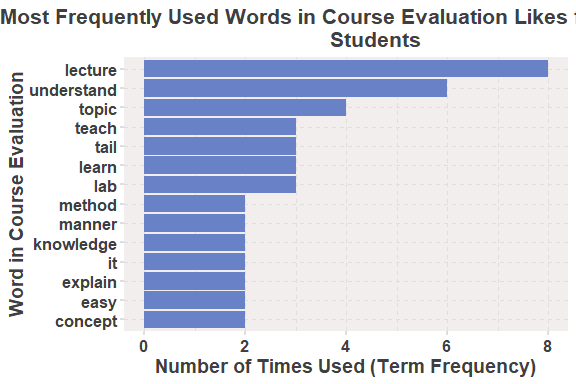 Most Frequently Used Words in Course Evaluation Likes
Students
Word in Course Evaluation
lecture
understand
topic
teach
tail
learn
lab
method
manner
knowledge
it
explain
easy
concept
0 2 4 6 8
Number of Times Used (Term Frequency)